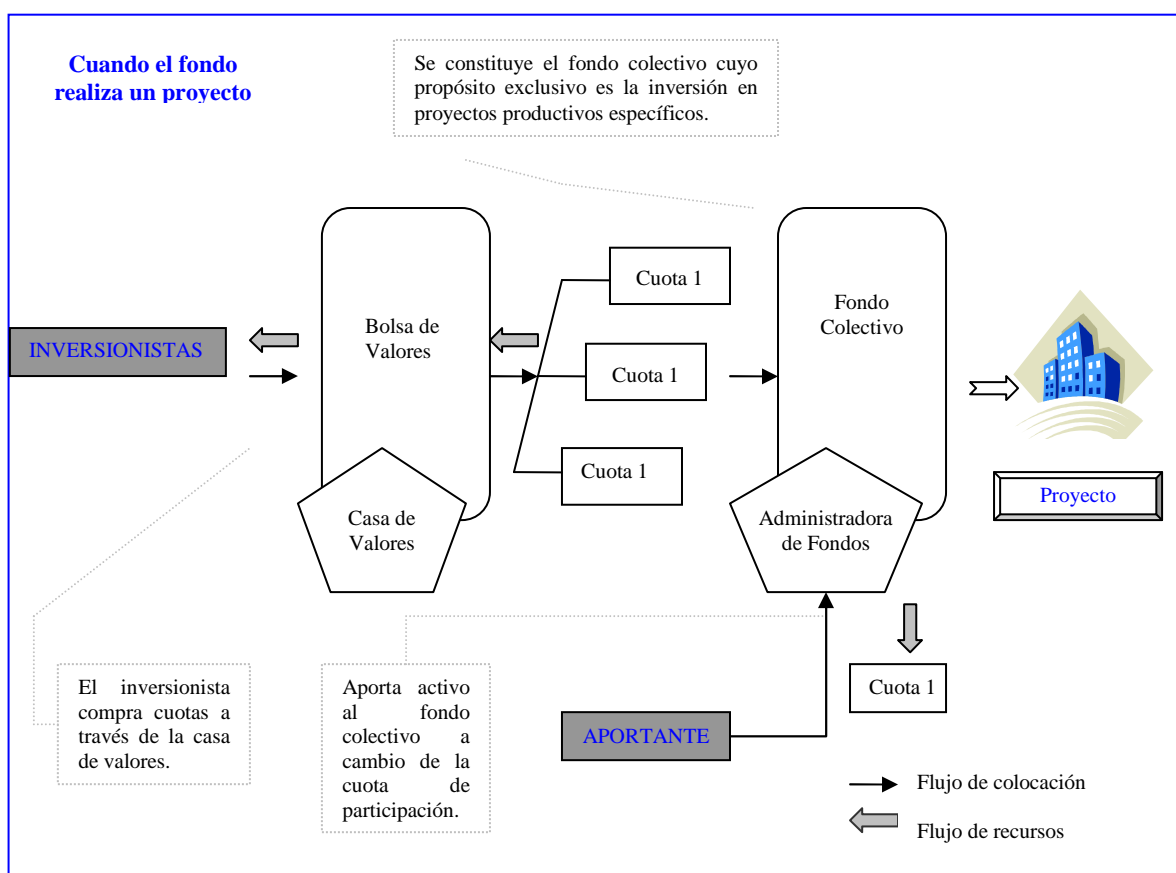 Cuando el fondo
realiza un proyecto
Se constituye el fondo colectivo cuyo
propósito exclusivo es la inversión en
proyectos productivos específicos.
INVERSIONISTAS
Bolsa de
Valores
Casa de
Valores
Cuota 1
Cuota 1
Cuota 1
Fondo
Colectivo
Administradora
de Fondos
Proyecto
El inversionista
compra cuotas a
través de la casa
de valores.
Aporta activo
al fondo
colectivo a
cambio de la
cuota de
participación.
APORTANTE
Cuota 1
Flujo de colocación
Flujo de recursos